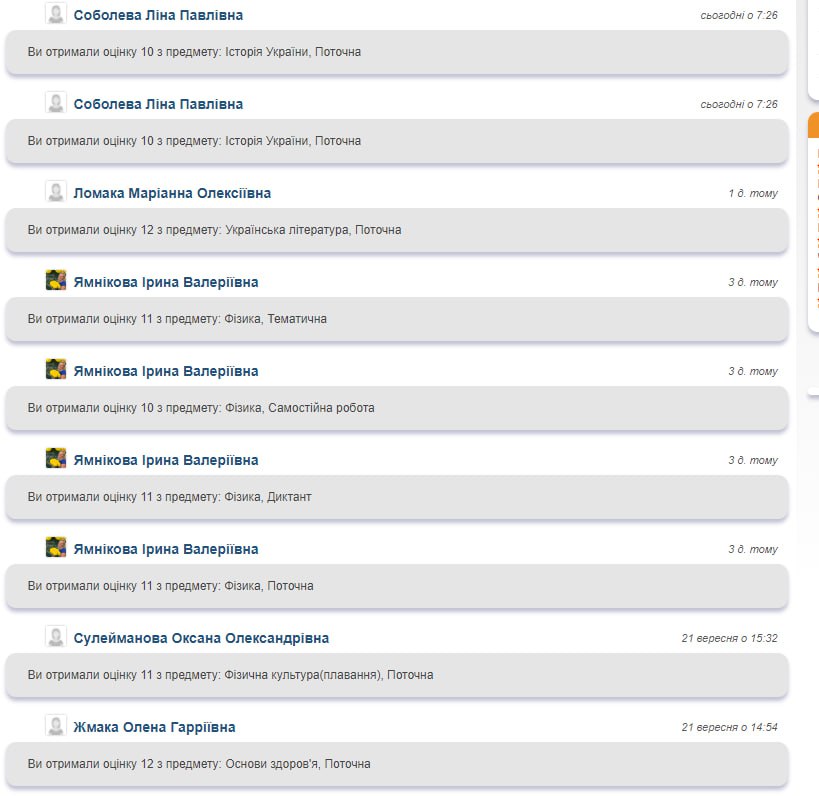 Соболева Ліна Павлівна сьогодні о 7:26
Ви отримали оцінку 10 з предмету: Історія України, Поточна
Соболева Ліна Павлівна сьогодні о 7:26
Ви отримали оцінку 10 з предмету: Історія України, Поточна
Ломака Маріанна Олексіївна 1 д. тому
Ви отримали оцінку 12 з предмету: Українська література, Поточна
Ямнікова Ірина Валеріївна 3 д. тому
Ви отримали оцінку 11 з предмету: Фізика, Тематична
Ямнікова Ірина Валеріївна 3 д. тому
Ви отримали оцінку 10 з предмету: Фізика, Самостійна робота
Ямнікова Ірина Валеріївна 3 д. тому
Ви отримали оцінку 11 з предмету: Фізика, Диктант
Ямнікова Ірина Валеріївна 3 д. тому
Ви отримали оцінку 11 з предмету: Фізика, Поточна
Сулейманова Оксана Олександрівна 21 вересня о 15:32
Ви отримали оцінку 11 з предмету: Фізична культура(плавання), Поточна
Жмака Олена Гарріївна 21 вересня о 14:54
Ви отримали оцінку 12 з предмету: Основи здоров'я, Поточна